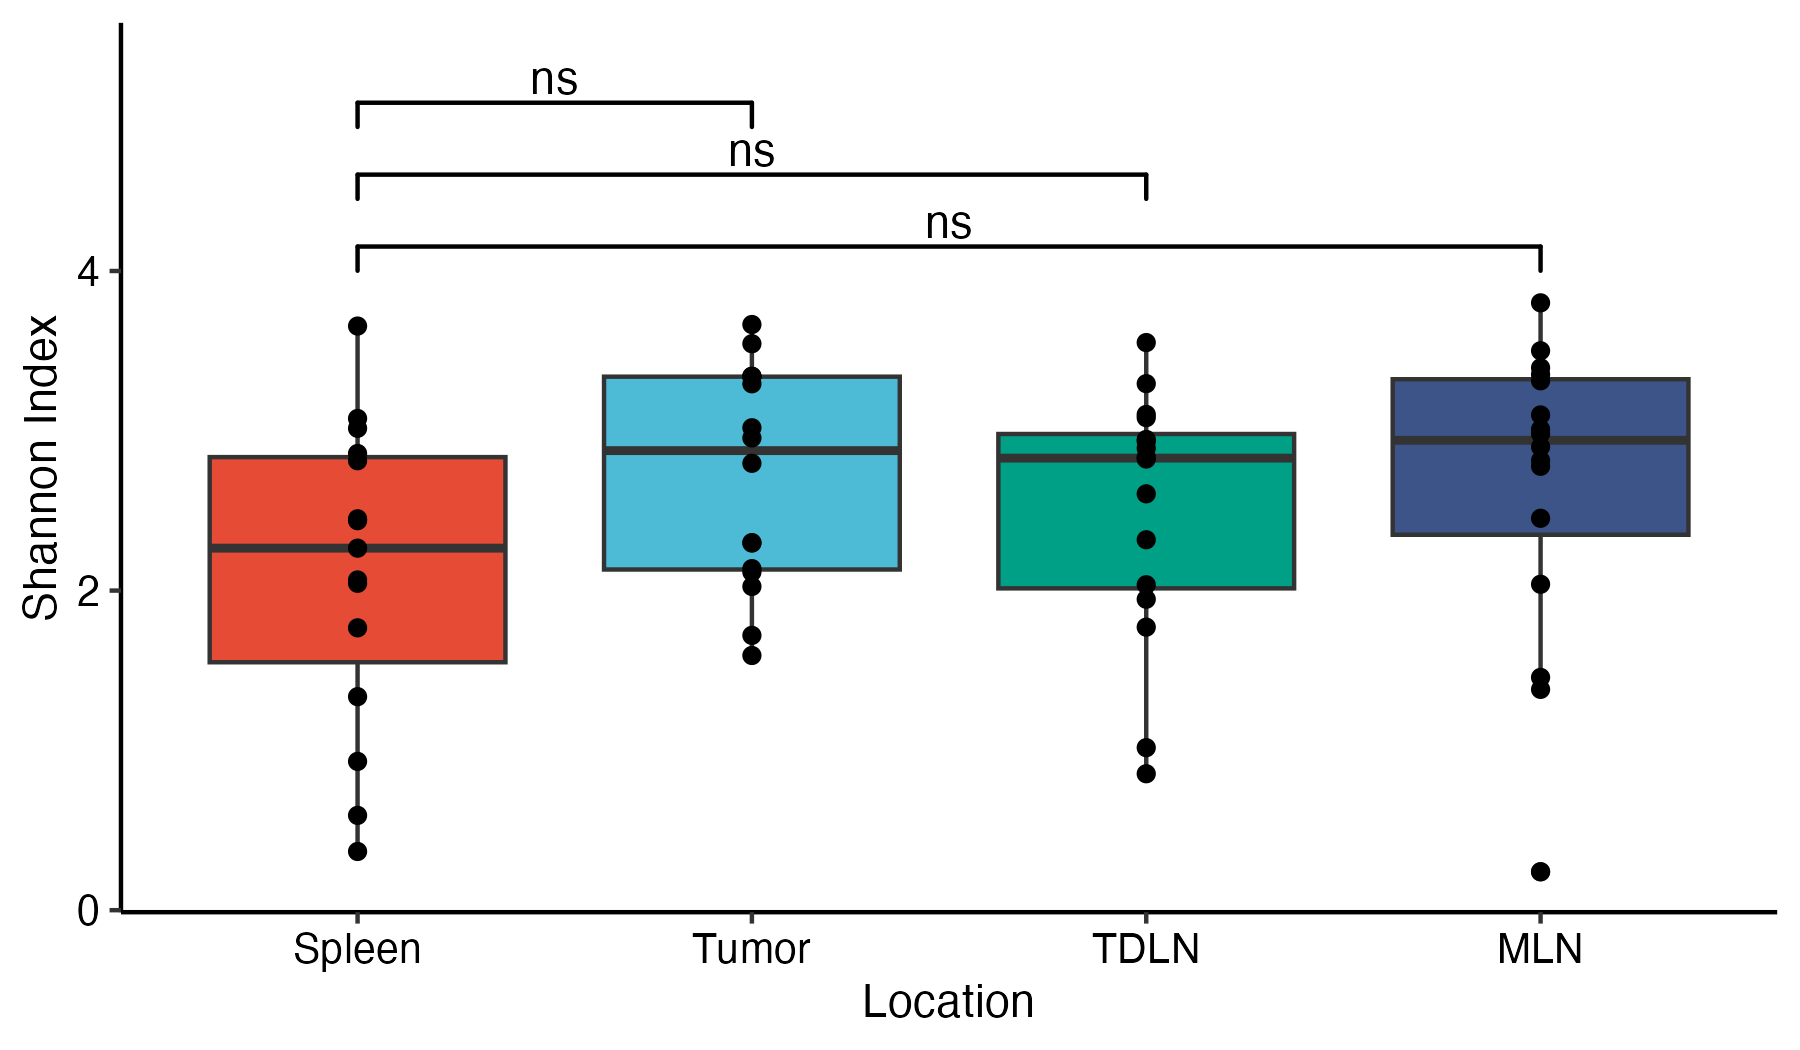 ns
ns
ns
4
2
0
Shannon Index
Spleen
Tumor
TDLN
MLN
Location